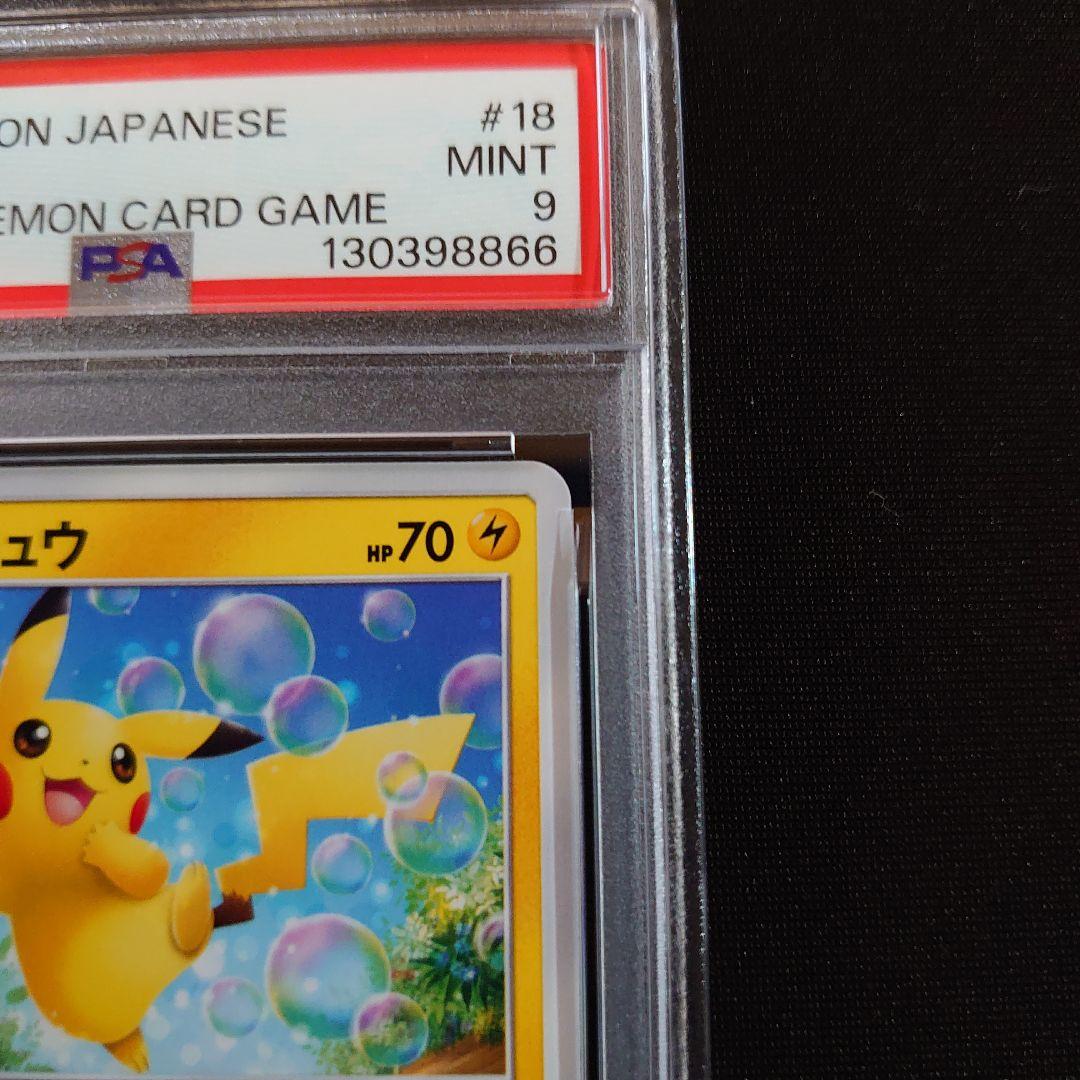 ON JAPANESE #18
MINT
EMON CARD GAME 9
PSA 130398866
ュウ HP70